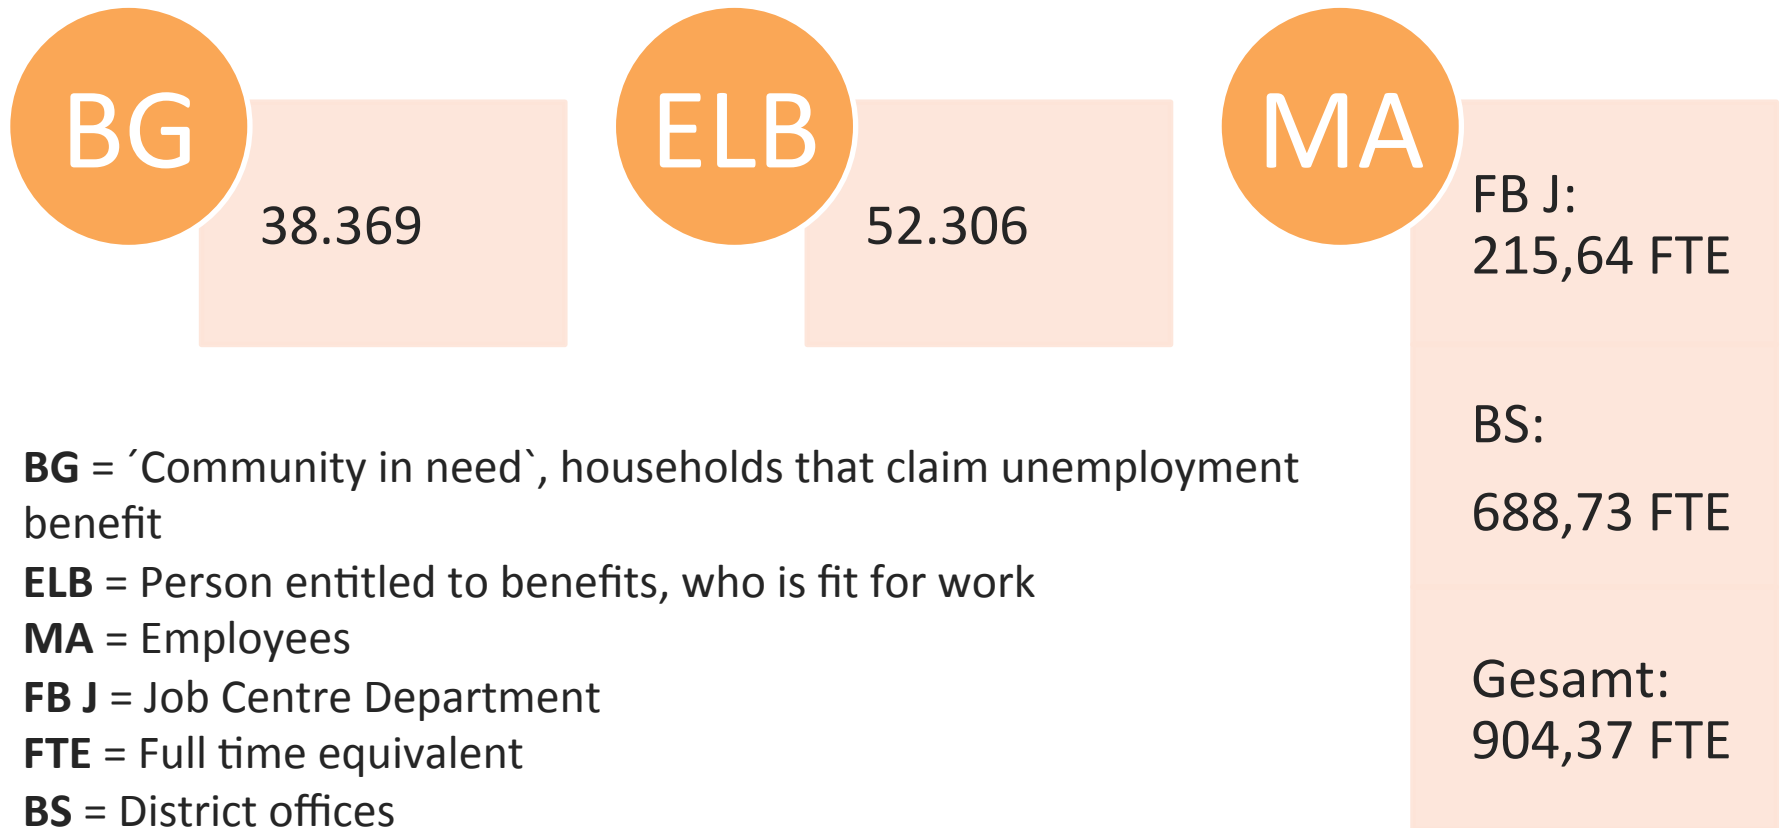 BG
38.369
ELB
52.306
MA
FB J:
215,64 FTE
BS:
688,73 FTE
Gesamt:
904,37 FTE
BG = ´Community in need`, households that claim unemployment
benefit
ELB = Person entitled to benefits, who is fit for work
MA = Employees
FB J = Job Centre Department
FTE = Full time equivalent
BS = District offices